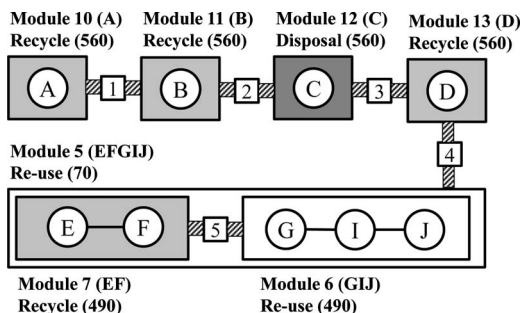 Module 10 (A)
Recycle (560)
Module 11 (B)
Recycle (560)
Module 12 (C)
Disposal (560)
Module 13 (D)
Recycle (560)
A
1
B
2
C
3
D
4
Module 5 (EFGIJ)
Re-use (70)
E
F
5
G
I
J
Module 7 (EF)
Recycle (490)
Module 6 (GIJ)
Re-use (490)